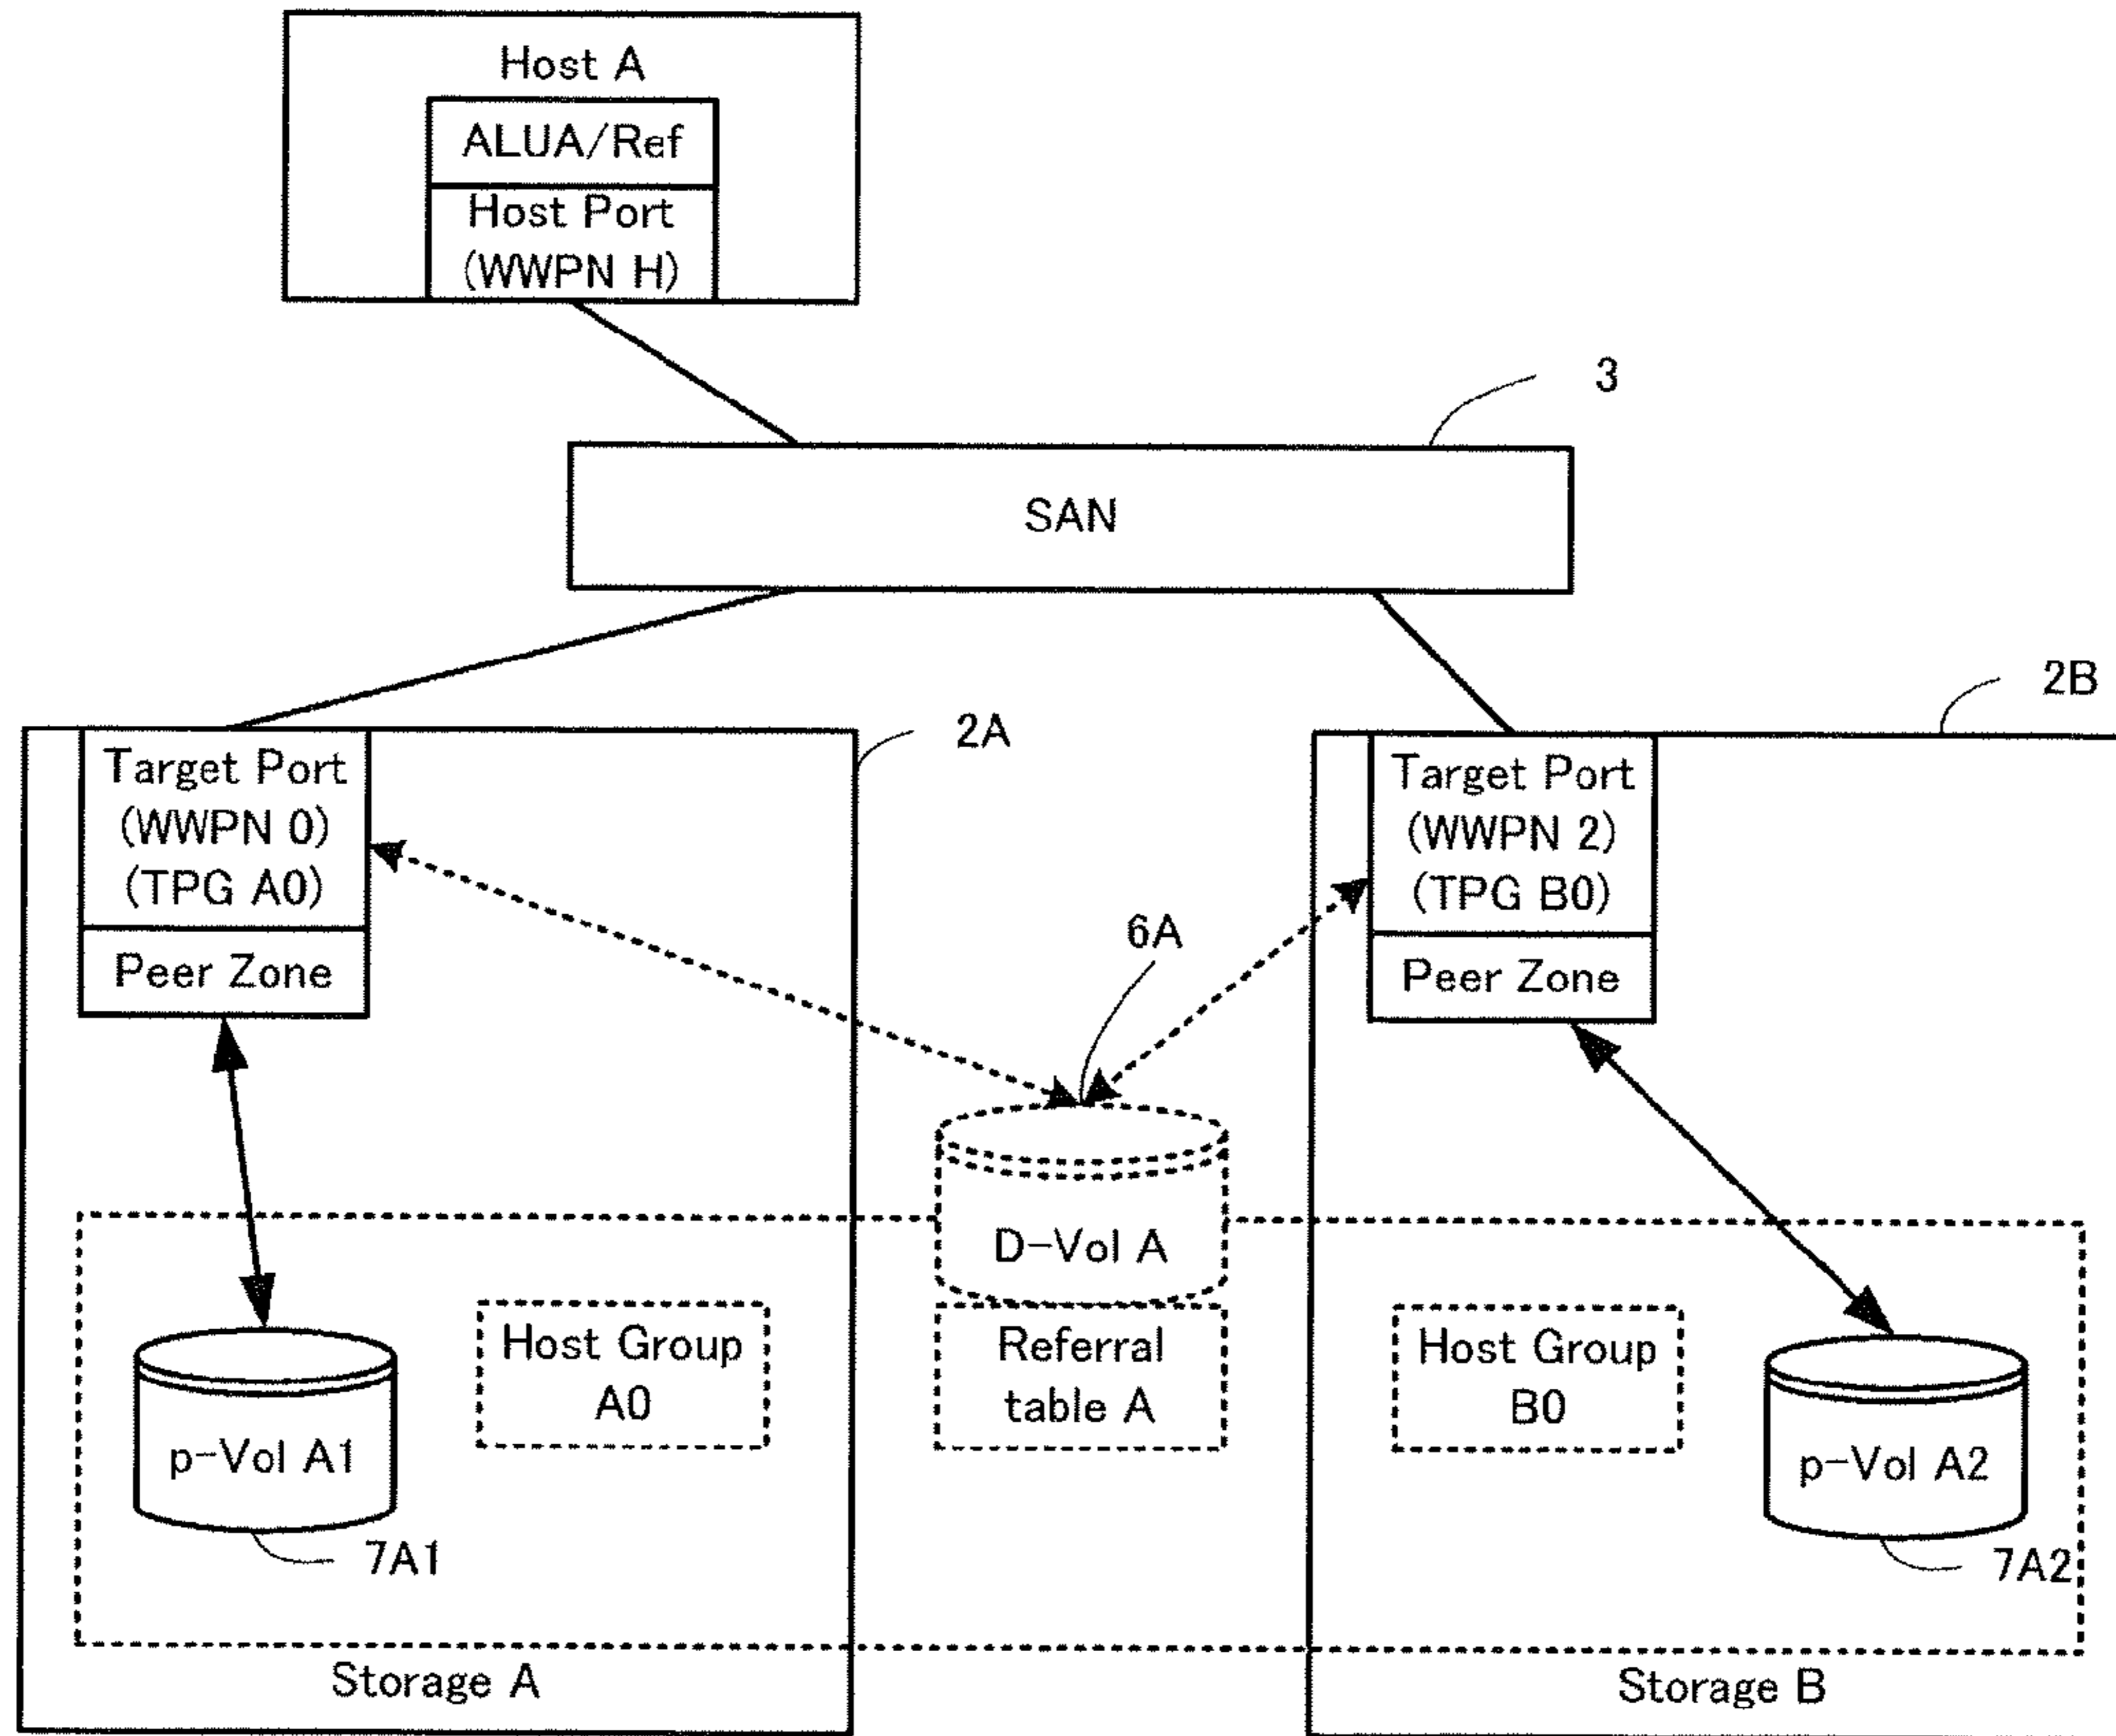 Host A
ALUA/Ref
Host Port
(WWPN H)
3
SAN
2A
2B
Target Port
(WWPN 0)
(TPG A0)
Peer Zone
Target Port
(WWPN 2)
(TPG B0)
Peer Zone
6A
D-Vol A
Host Group
A0
Referral
table A
Host Group
B0
p-Vol A1
p-Vol A2
7A1
7A2
Storage A
Storage B